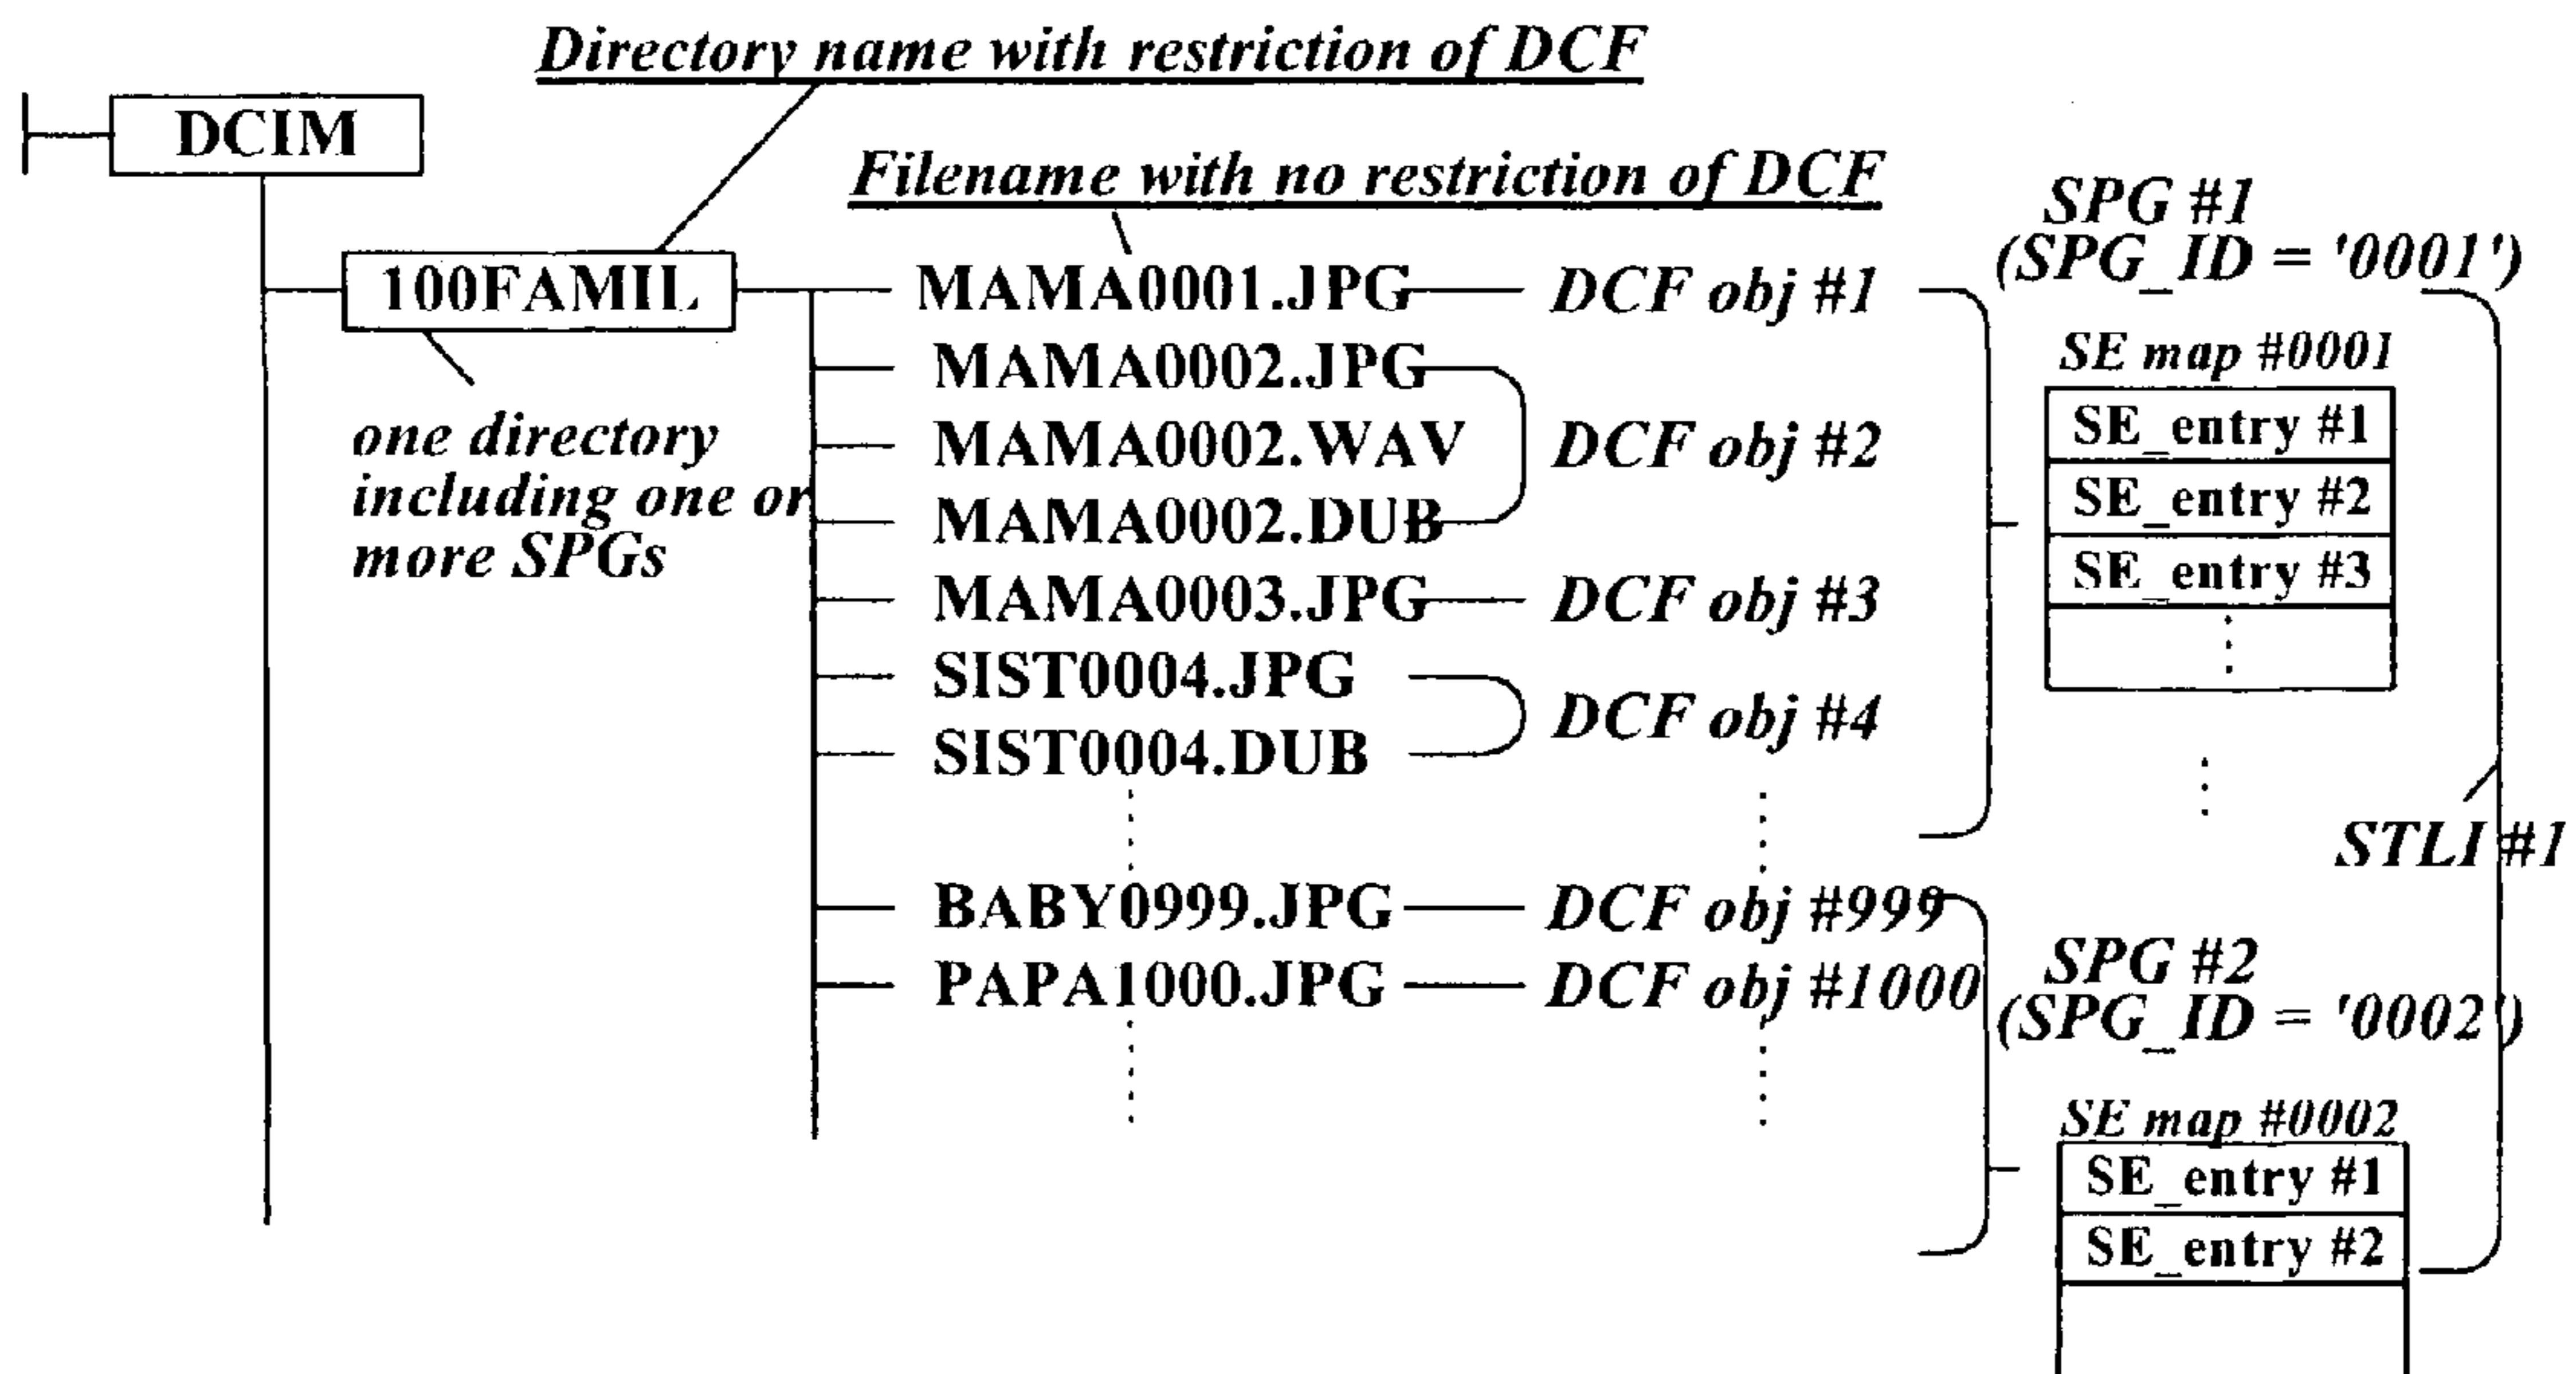 Directory name with restriction of DCF
DCIM
Filename with no restriction of DCF
100FAMIL
one directory
including one or
more SPGs
MAMA0001.JPG
MAMA0002.JPG
MAMA0002.WAV
MAMA0002.DUB
MAMA0003.JPG
SIST0004.JPG
SIST0004.DUB
BABY0999.JPG
PAPA1000.JPG
DCF obj #1
DCF obj #2
DCF obj #3
DCF obj #4
DCF obj #999
DCF obj #1000
SPG #1
(SPG_ID = '0001')
SE map #0001
SE_entry #1
SE_entry #2
SE_entry #3
STLI #1
SPG #2
(SPG_ID = '0002')
SE map #0002
SE_entry #1
SE_entry #2